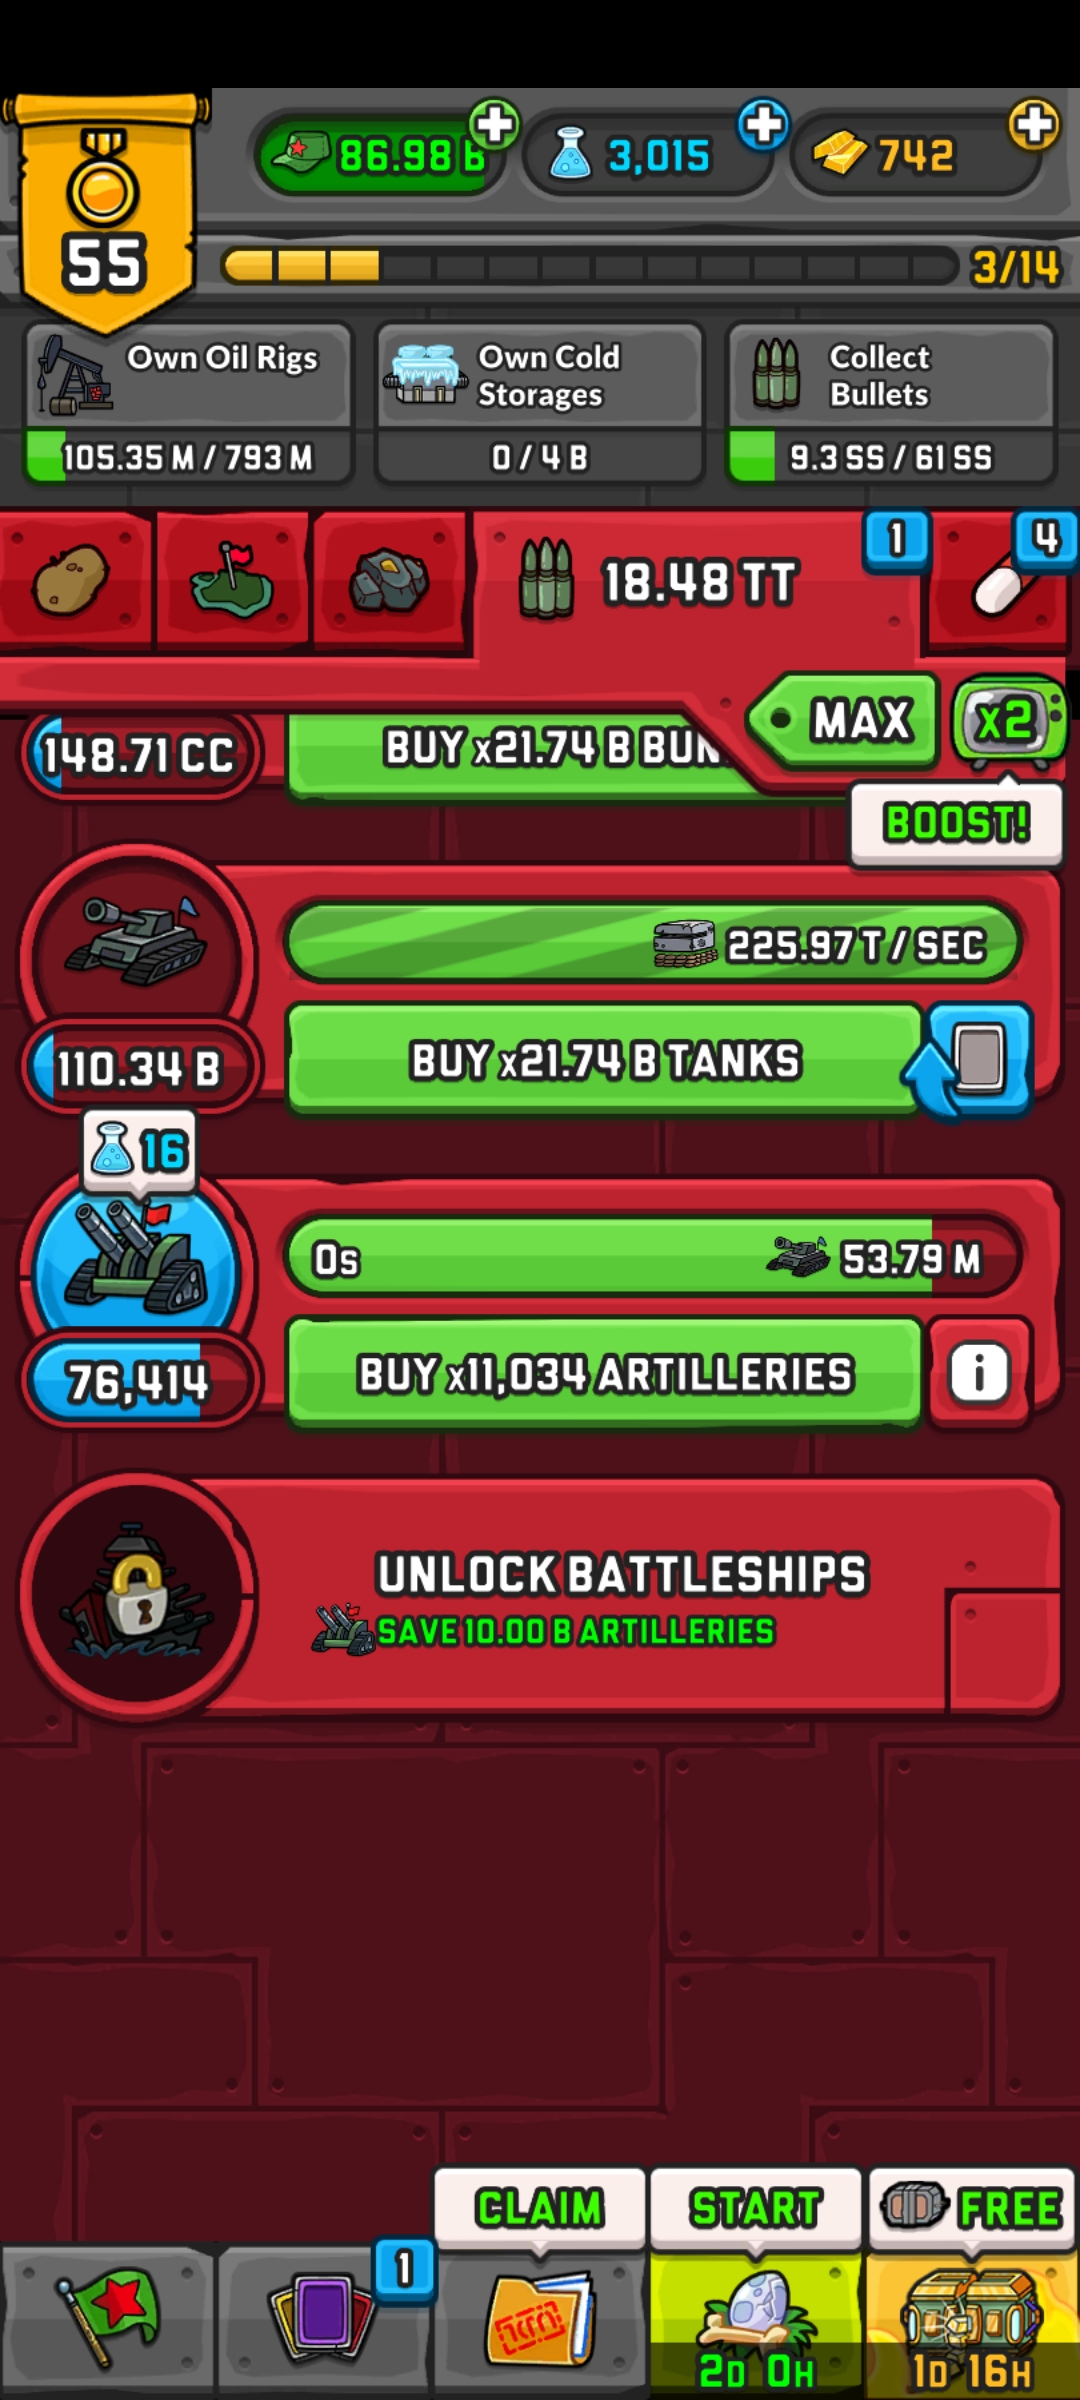 86.98 B
3,015
742
55
3/14
Own Oil Rigs
105.35 M / 793 M
Own Cold
Storages
0 / 4 B
Collect
Bullets
9.3 SS / 61 SS
18.48 TT
1
4
148.71 CC
BUY x21.74 B BUN
MAX
x2
BOOST!
225.97 T / SEC
110.34 B
BUY x21.74 B TANKS
16
0s
53.79 M
76,414
BUY x11,034 ARTILLERIES
i
UNLOCK BATTLESHIPS
SAVE 10.00 B ARTILLERIES
CLAIM
START
FREE
1
2D 0H
1D 16H